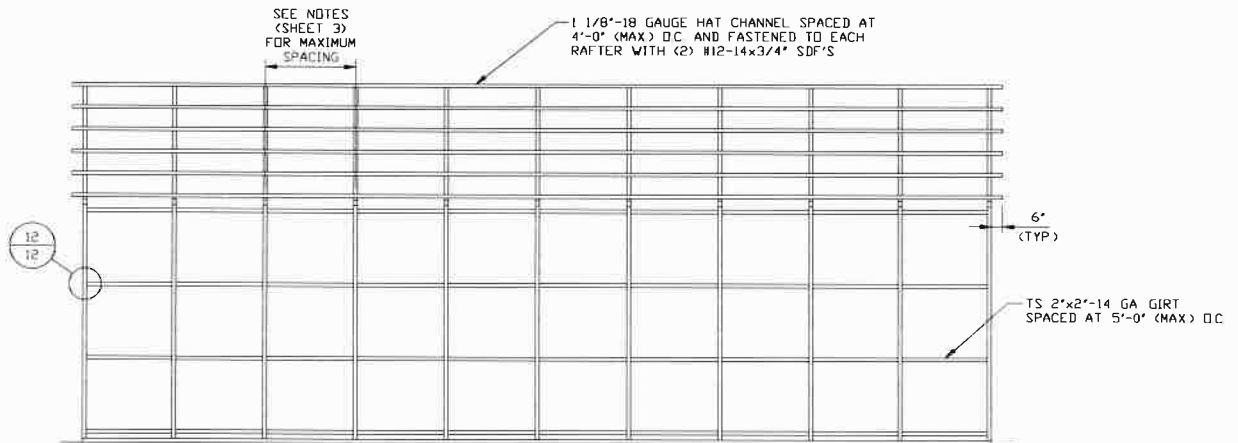 SEE NOTES
(SHEET 3)
FOR MAXIMUM
SPACING
1 1/8"-18 GAUGE HAT CHANNEL SPACED AT
4'-0" (MAX) OC AND FASTENED TO EACH
RAFTER WITH (2) #12-14x3/4" SDF'S
6"
(TYP)
12
12
TS 2"x2"-14 GA GIRT
SPACED AT 5'-0" (MAX) OC